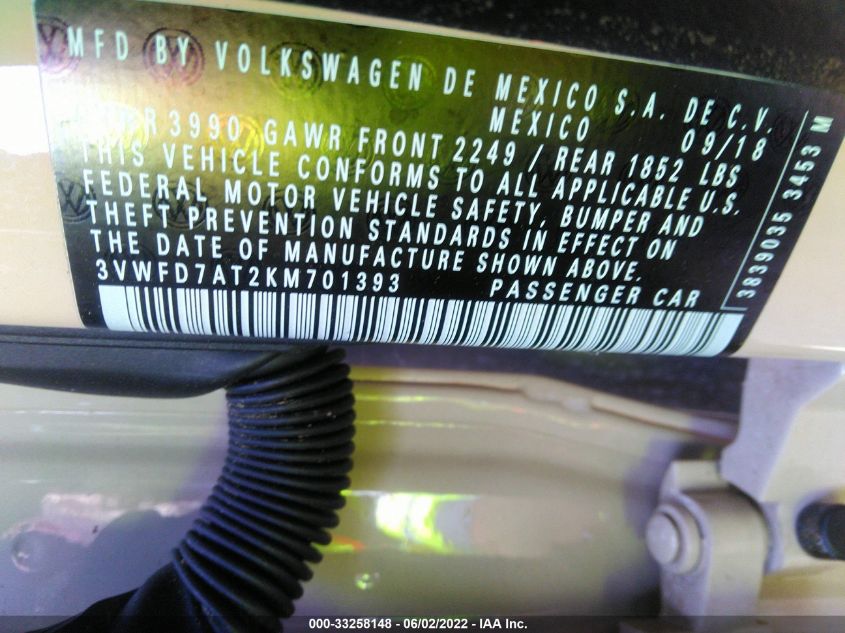 MFD BY VOLKSWAGEN DE MEXICO S.A. DE C.V.
MEXICO 09/18
3990 GAWR FRONT 2249 / REAR 1852 LBS
THIS VEHICLE CONFORMS TO ALL APPLICABLE U.S.
FEDERAL MOTOR VEHICLE SAFETY, BUMPER AND
THEFT PREVENTION STANDARDS IN EFFECT ON
THE DATE OF MANUFACTURE SHOWN ABOVE.
3VWFD7AT2KM701393 PASSENGER CAR
3839035 3453 M
000-33258148 - 06/02/2022 - IAA Inc.